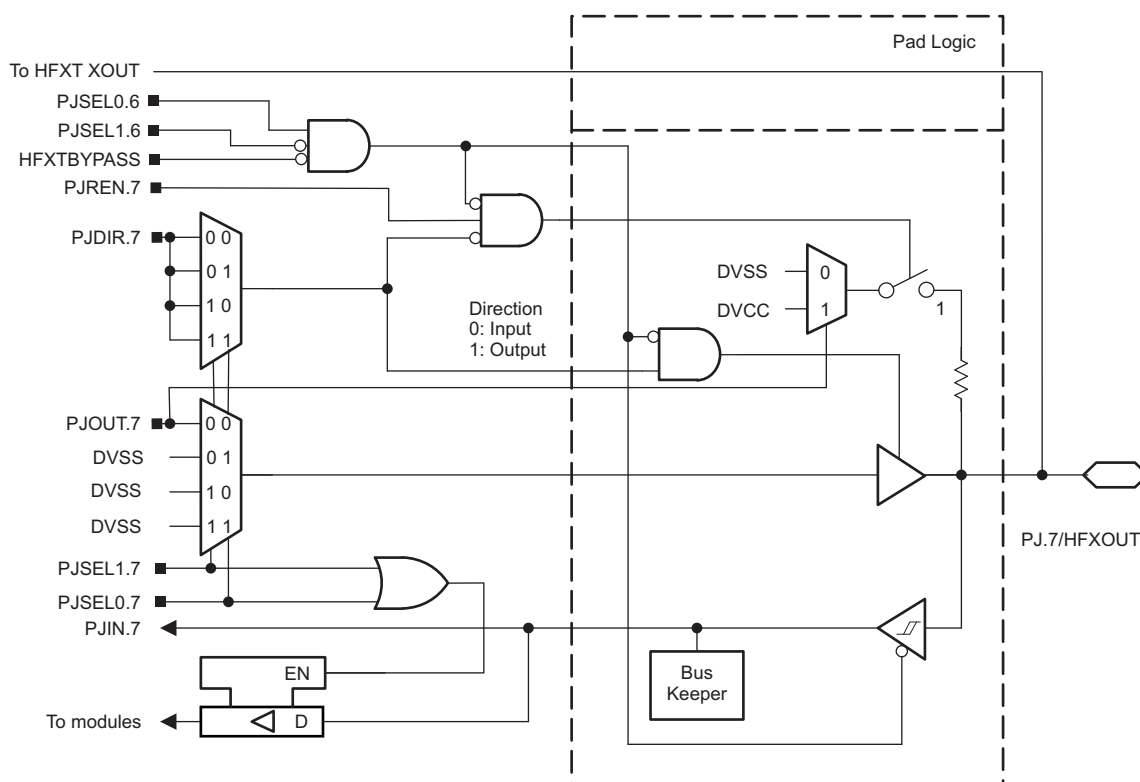 Pad Logic
To HFXT XOUT
PJSEL0.6
PJSEL1.6
HFXTBYPASS
PJREN.7
PJDIR.7
0 0
0 1
1 0
1 1
Direction
0: Input
1: Output
DVSS
0
DVCC
1
1
PJOUT.7
0 0
DVSS
0 1
DVSS
1 0
DVSS
1 1
PJ.7/HFXOUT
PJSEL1.7
PJSEL0.7
PJIN.7
EN
Bus
Keeper
To modules
D